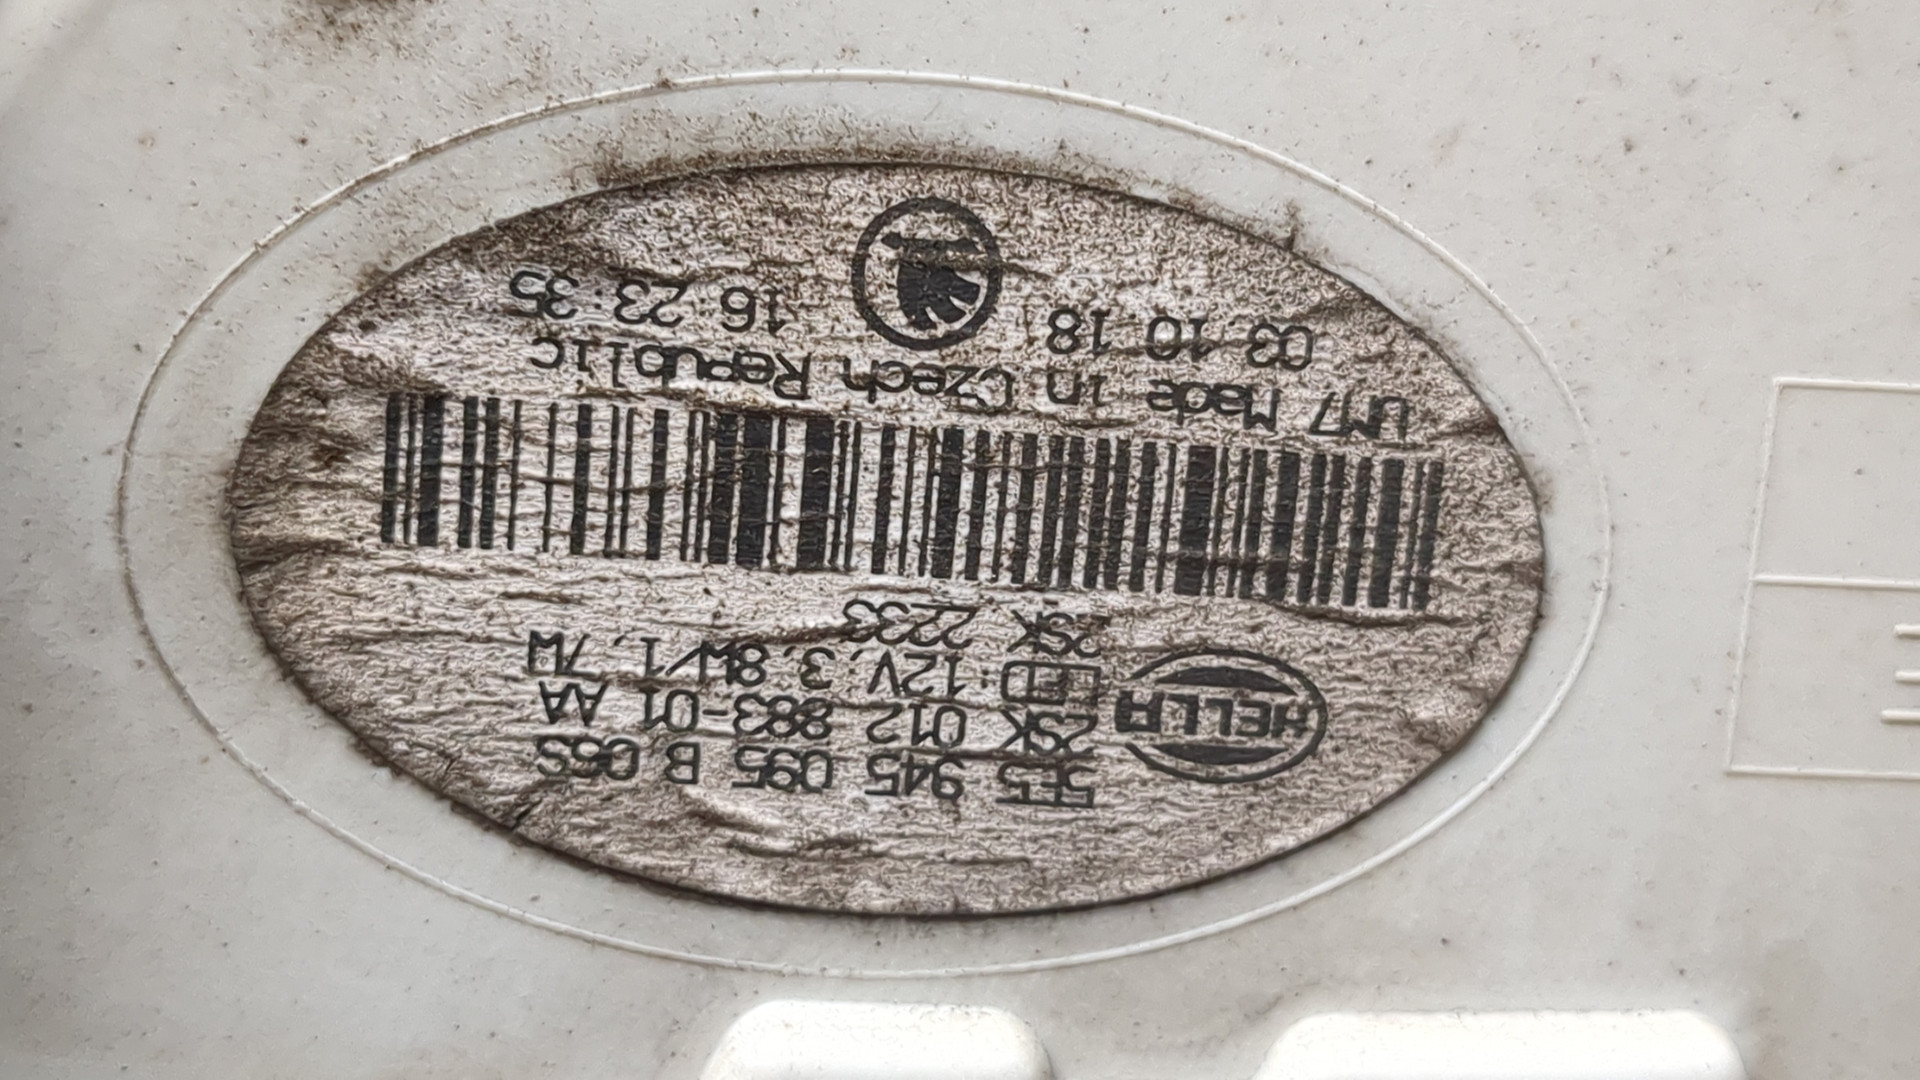 HELLA
5E5 945 095 B 06S
2SK 012 883-01 AA
: 12V, 3.8W/1.7W
2SK 2233
UM7 Made in Czech Republic
03 10 18 16 23:35